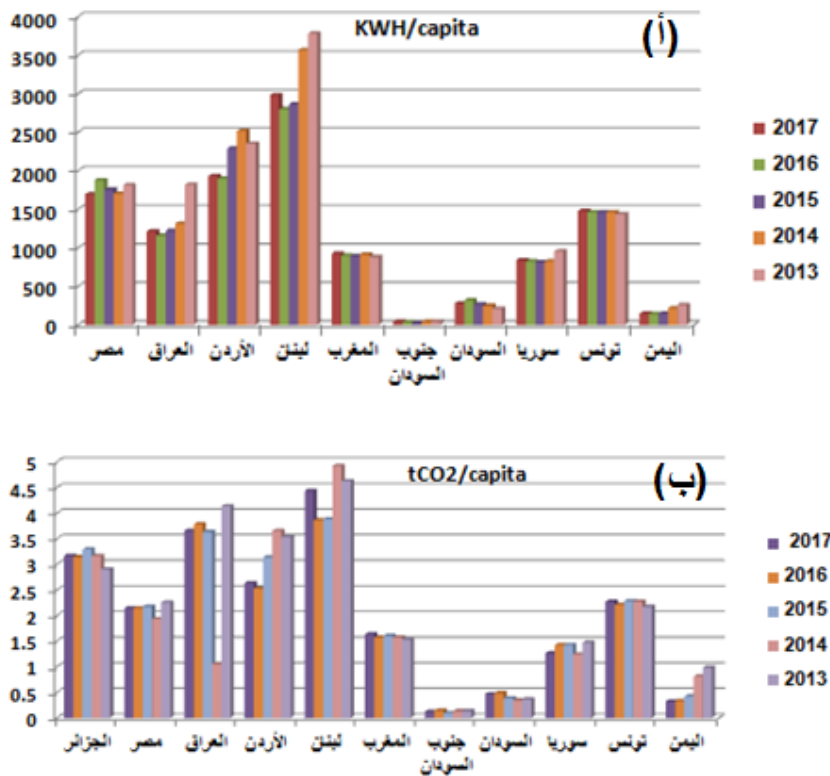 KWH/capita
(أ)
4000
3500
3000
2500
2000
1500
1000
500
0
مصر
العراق
الأردن
لبنان
المغرب
جنوب
السودان
السودان
سوريا
تونس
اليمن
2017
2016
2015
2014
2013
tCO2/capita
(ب)
5
4.5
4
3.5
3
2.5
2
1.5
1
0.5
0
الجزائر
مصر
العراق
الأردن
لبنان
المغرب
جنوب
السودان
السودان
سوريا
تونس
اليمن
2017
2016
2015
2014
2013